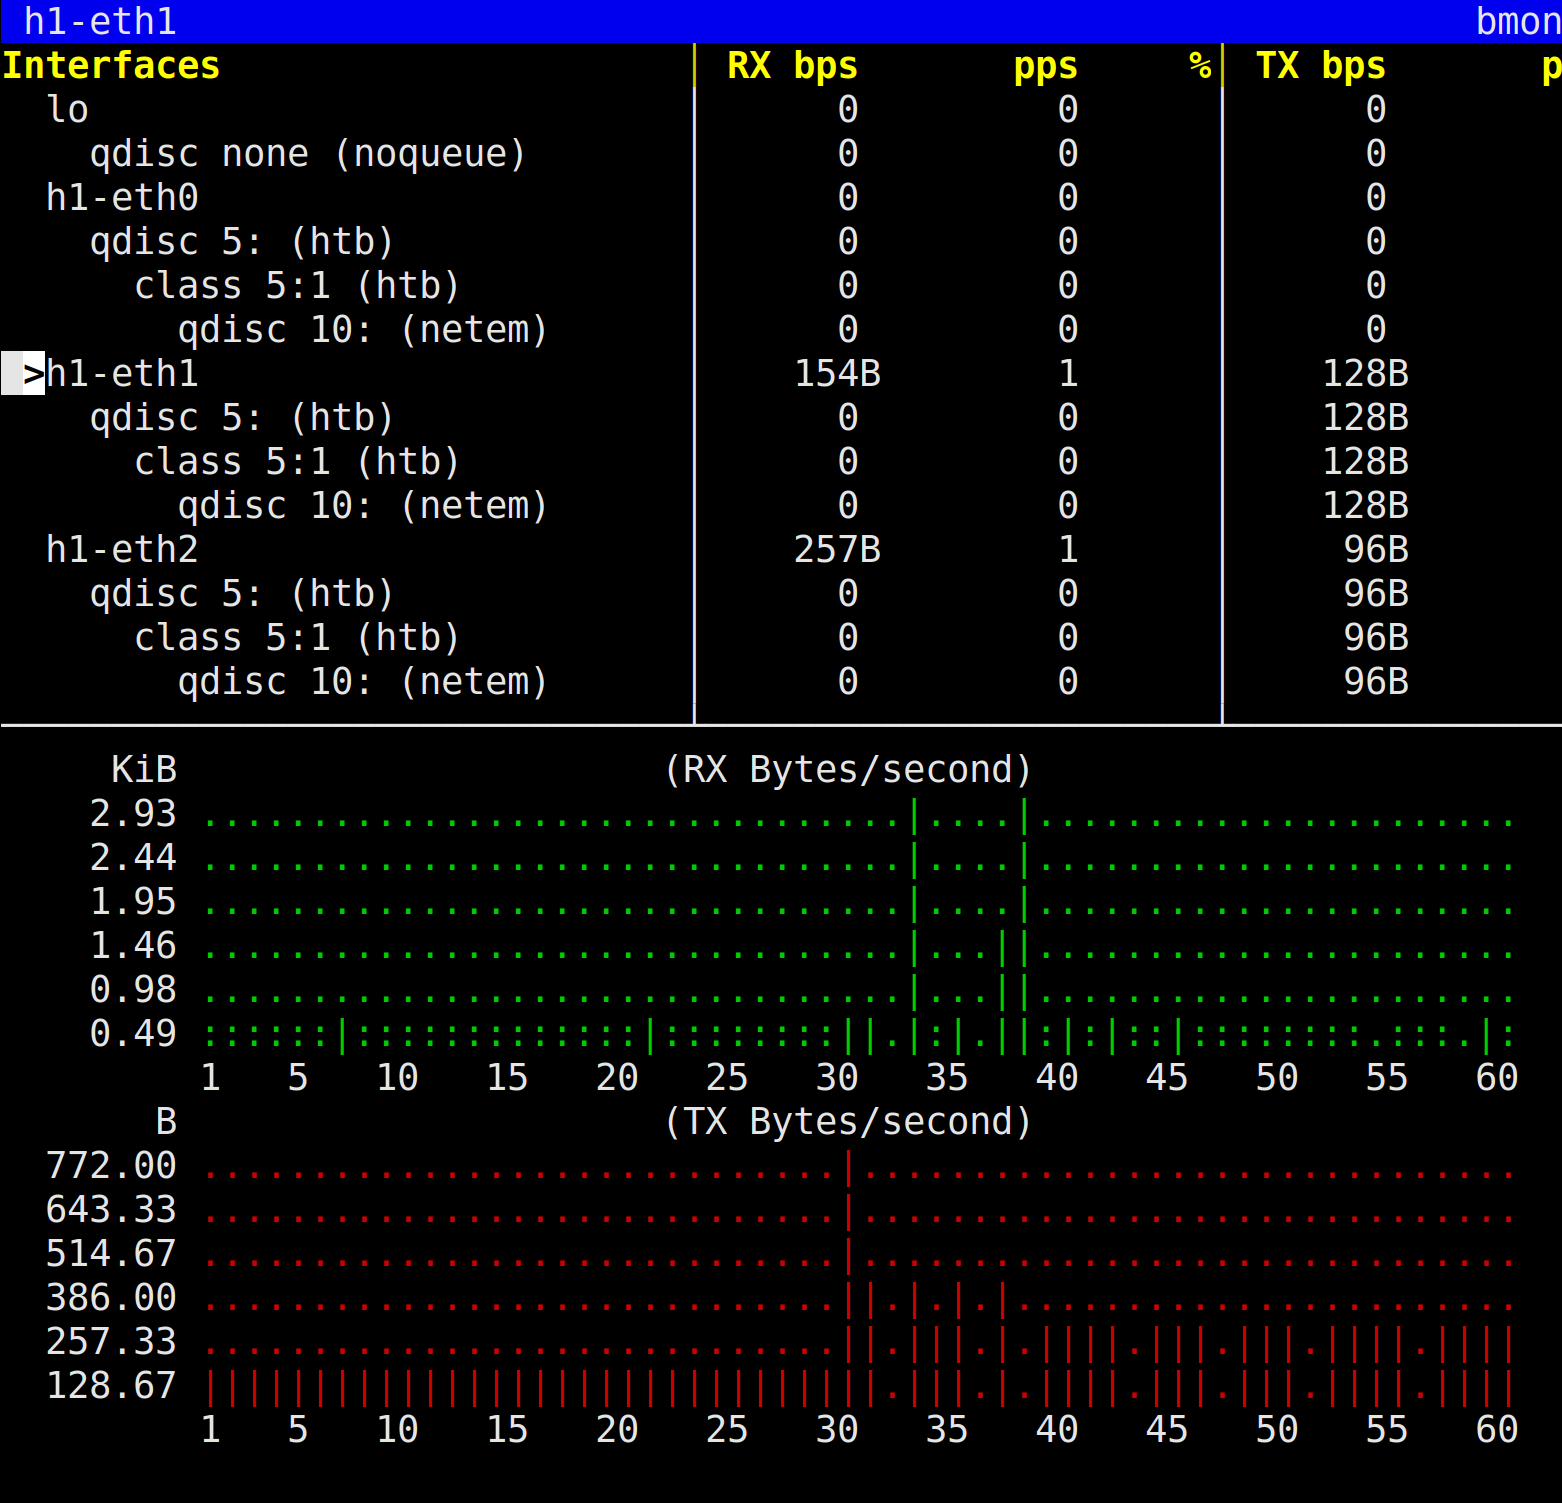 h1-eth1 bmon
Interfaces │ RX bps pps %│ TX bps p
lo │ 0 0 │ 0
qdisc none (noqueue) │ 0 0 │ 0
h1-eth0 │ 0 0 │ 0
qdisc 5: (htb) │ 0 0 │ 0
class 5:1 (htb) │ 0 0 │ 0
qdisc 10: (netem) │ 0 0 │ 0
>h1-eth1 │ 154B 1 │ 128B
qdisc 5: (htb) │ 0 0 │ 128B
class 5:1 (htb) │ 0 0 │ 128B
qdisc 10: (netem) │ 0 0 │ 128B
h1-eth2 │ 257B 1 │ 96B
qdisc 5: (htb) │ 0 0 │ 96B
class 5:1 (htb) │ 0 0 │ 96B
qdisc 10: (netem) │ 0 0 │ 96B
KiB (RX Bytes/second)
2.93 ................................|....|......................
2.44 ................................|....|......................
1.95 ................................|....|......................
1.46 ................................|...||......................
0.98 ................................|...||......................
0.49 ::::::|:::::::::::::|::::::::||.|:|.||:|:|::|::::::::.:::.|:
1 5 10 15 20 25 30 35 40 45 50 55 60
B (TX Bytes/second)
772.00 .............................|..............................
643.33 .............................|..............................
514.67 .............................|..............................
386.00 .............................||.|.|.|.......................
257.33 .............................||.|||.|.||||.|||.|||.||||.||||
128.67 |||||||||||||||||||||||||||||||.|||.|.||||.|||.|||.||||.||||
1 5 10 15 20 25 30 35 40 45 50 55 60